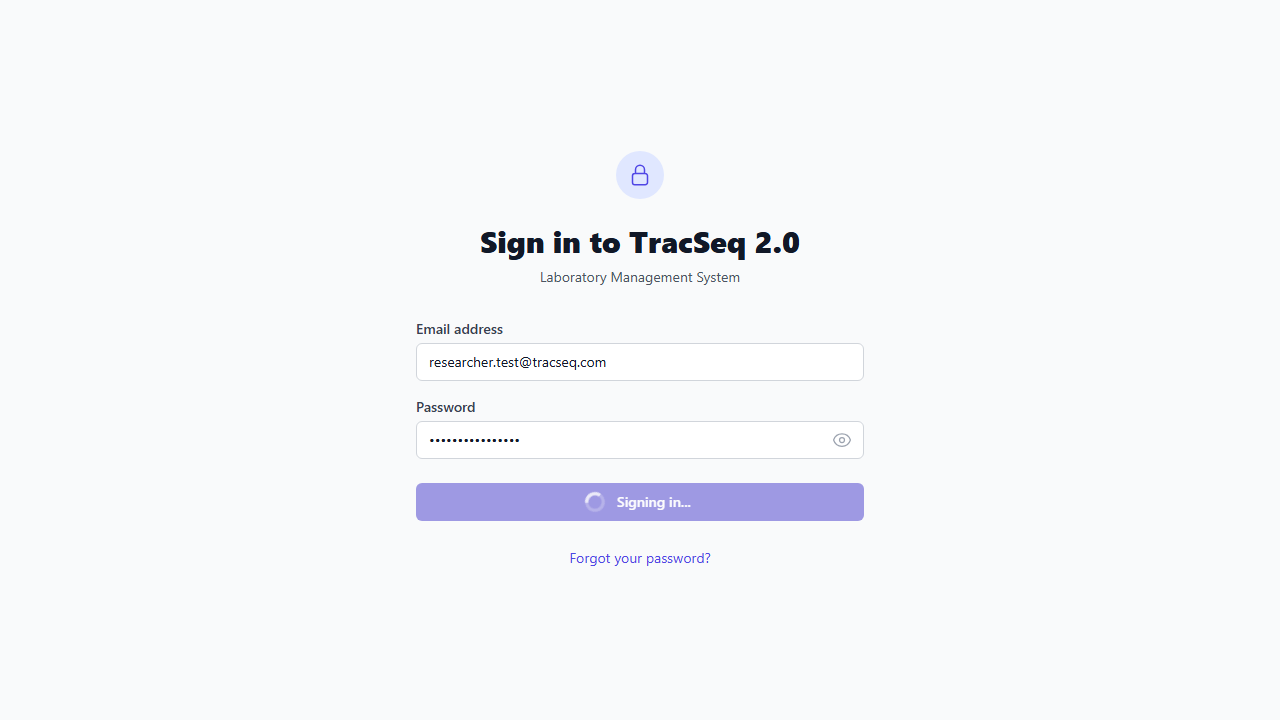 Sign in to TracSeq 2.0
Laboratory Management System
Email address
researcher.test@tracseq.com
Password
••••••••••••••••
Signing in...
Forgot your password?